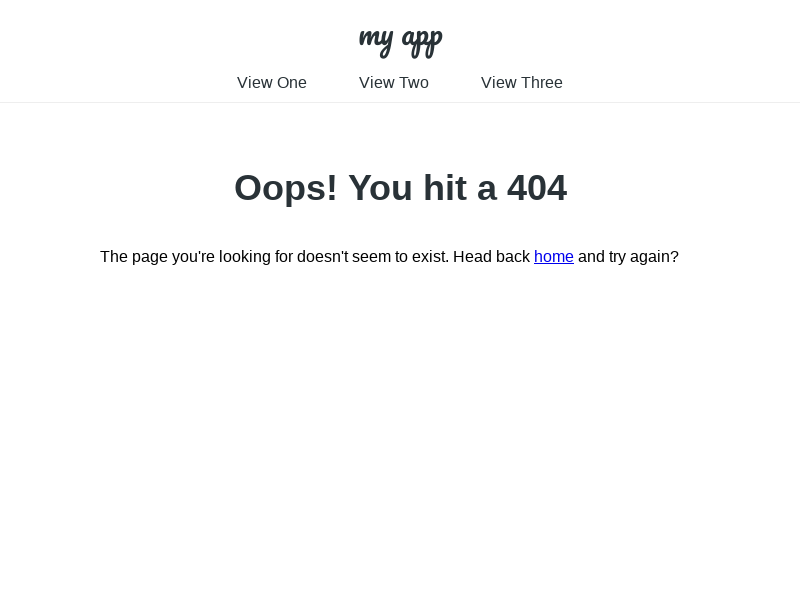 my app
View One View Two View Three
Oops! You hit a 404
The page you're looking for doesn't seem to exist. Head back home and try again?